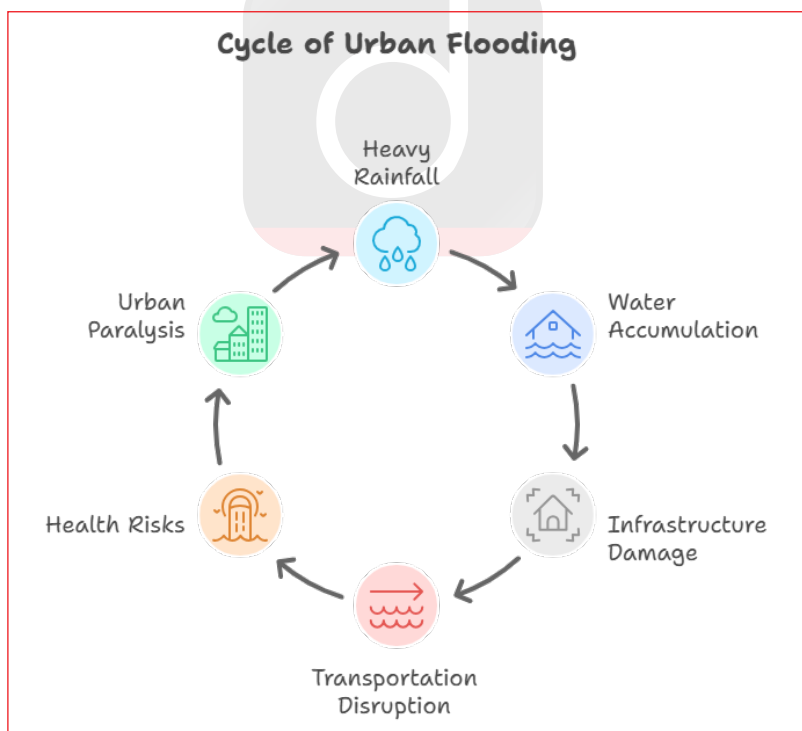 Cycle of Urban Flooding
Heavy
Rainfall
Water
Accumulation
Infrastructure
Damage
Transportation
Disruption
Health Risks
Urban
Paralysis